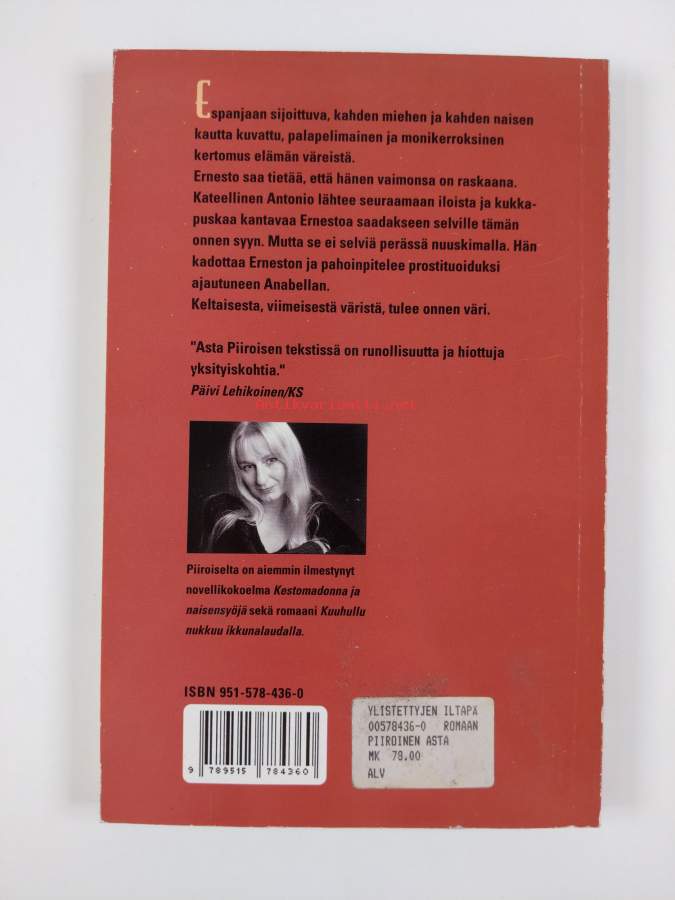 Espanjaan sijoittuva, kahden miehen ja kahden naisen
kautta kuvattu, palapelimainen ja monikerroksinen
kertomus elämän väreistä.
Ernesto saa tietää, että hänen vaimonsa on raskaana.
Kateellinen Antonio lähtee seuraamaan iloista ja kukka-
puskaa kantavaa Ernestoa saadakseen selville tämän
onnen syyn. Mutta se ei selviä perässä nuuskimalla. Hän
kadottaa Erneston ja pahoinpitelee prostituoiduksi
ajautuneen Anabellan.
Keltaisesta, viimeisestä väristä, tulee onnen väri.
"Asta Piiroisen tekstissä on runollisuutta ja hiottuja
yksityiskohtia."
Päivi Lehikoinen/KS
Antikvariaatti.net
Piiroiselta on aiemmin ilmestynyt
novellikokoelma Kestomadonna ja
naisensyöjä sekä romaani Kuuhullu
nukkuu ikkunalaudalla.
ISBN 951-578-436-0
9 789515 784360
YLISTETTYJEN ILTAPÄ
00578436-0 ROMAAN
PIIROINEN ASTA
MK 78.00
ALV